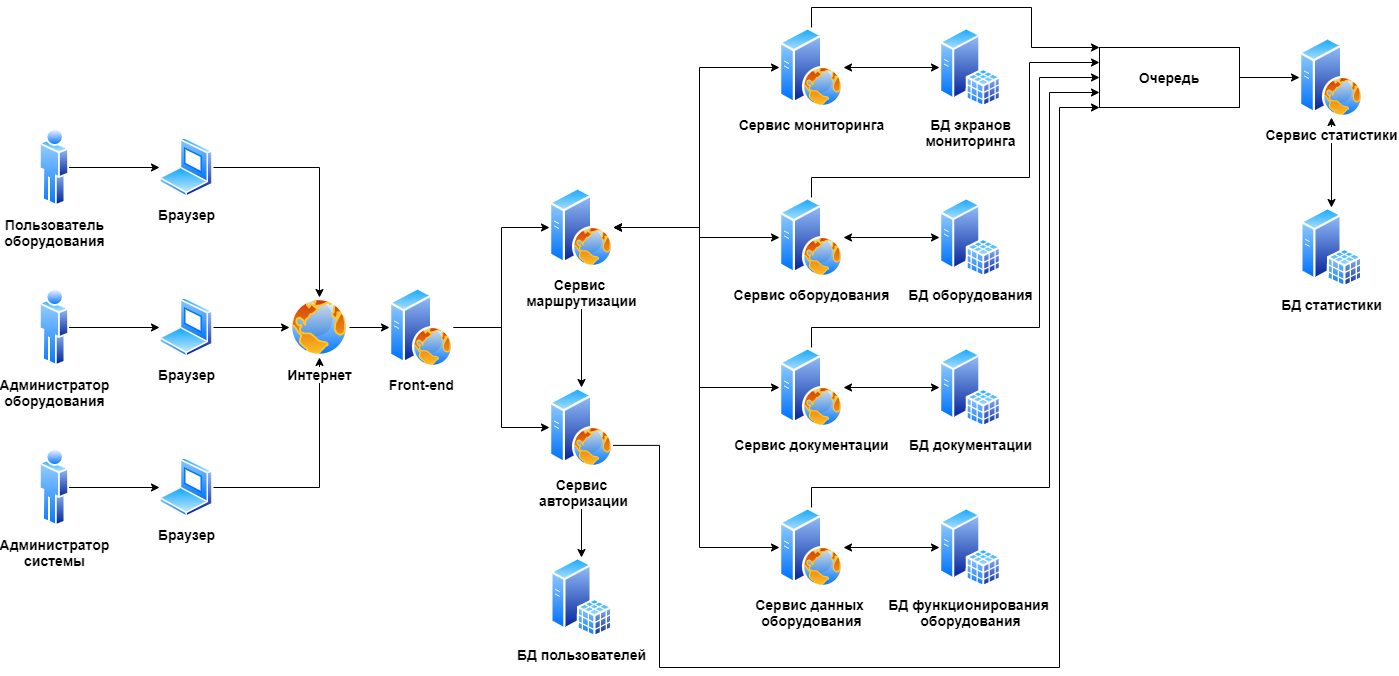 Пользователь
оборудования
Браузер
Администратор
оборудования
Браузер
Администратор
системы
Браузер
Интернет
Front-end
Сервис
маршрутизации
Сервис
авторизации
БД пользователей
Сервис мониторинга
БД экранов
мониторинга
Сервис оборудования
БД оборудования
Сервис документации
БД документации
Сервис данных
оборудования
БД функционирования
оборудования
Очередь
Сервис статистики
БД статистики